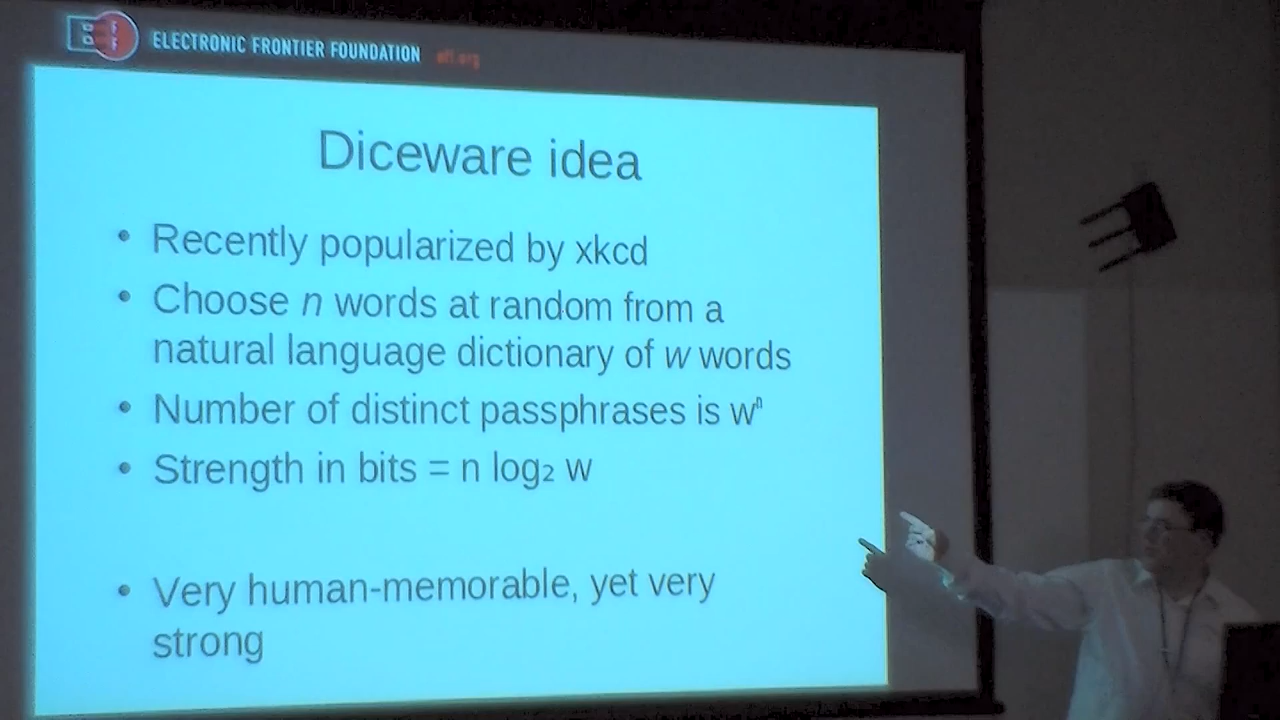 EFF
ELECTRONIC FRONTIER FOUNDATION eff.org
Diceware idea
• Recently popularized by xkcd
• Choose n words at random from a
natural language dictionary of w words
• Number of distinct passphrases is wⁿ
• Strength in bits = n log₂ w
• Very human-memorable, yet very
strong